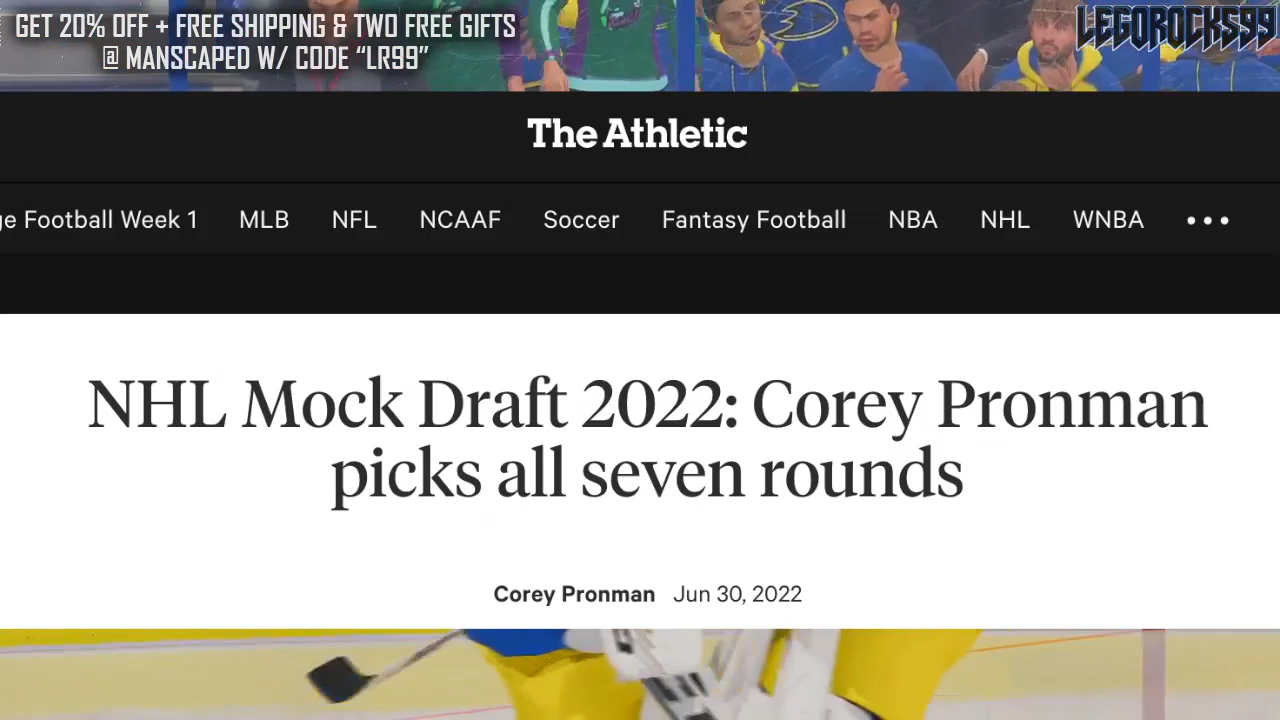 GET 20% OFF + FREE SHIPPING & TWO FREE GIFTS
@ MANSCAPED W/ CODE "LR99"
LEGOROCKS99
The Athletic
ge Football Week 1 MLB NFL NCAAF Soccer Fantasy Football NBA NHL WNBA •••
NHL Mock Draft 2022: Corey Pronman
picks all seven rounds
Corey Pronman Jun 30, 2022